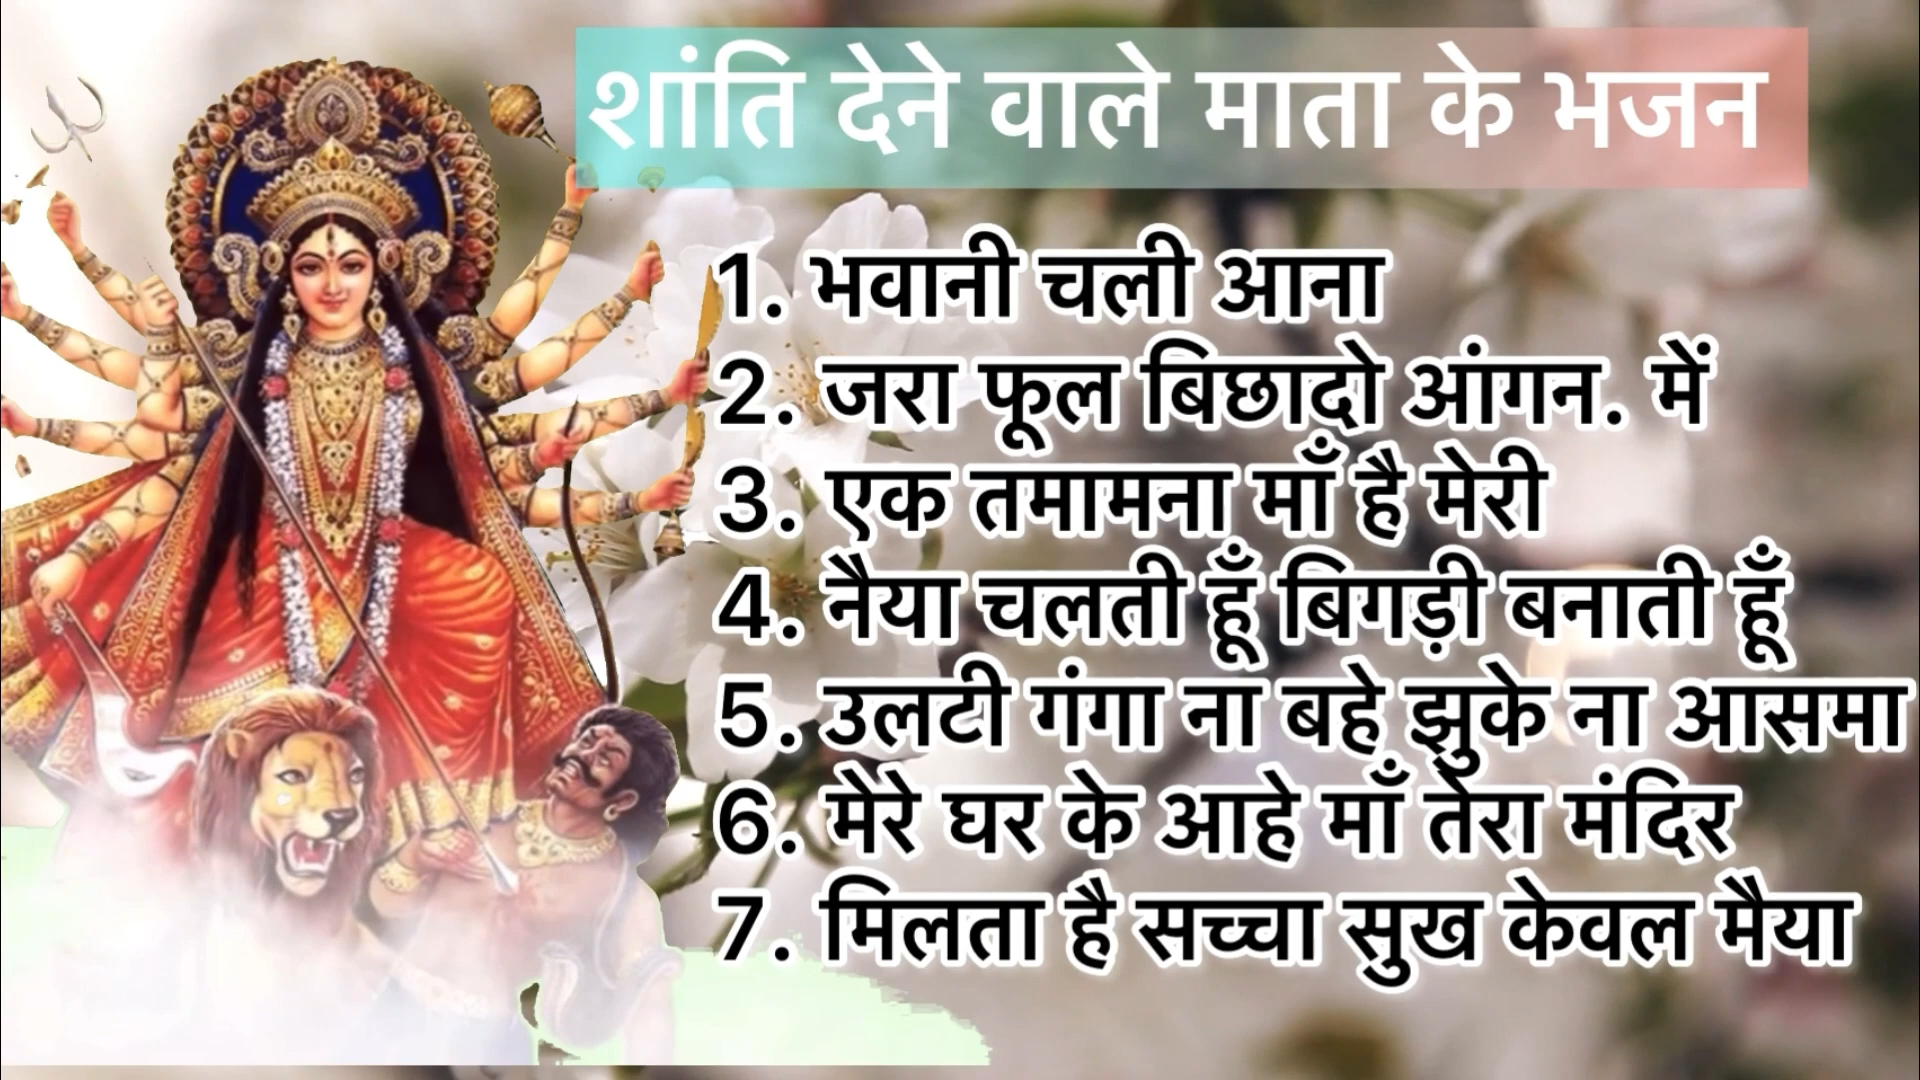 शांति देने वाले माता के भजन
1. भवानी चली आना
2. जरा फूल बिछादो आंगन. में
3. एक तमामना माँ है मेरी
4. नैया चलती हूँ बिगड़ी बनाती हूँ
5. उलटी गंगा ना बहे झुके ना आसमा
6. मेरे घर के आहे माँ तेरा मंदिर
7. मिलता है सच्चा सुख केवल मैया